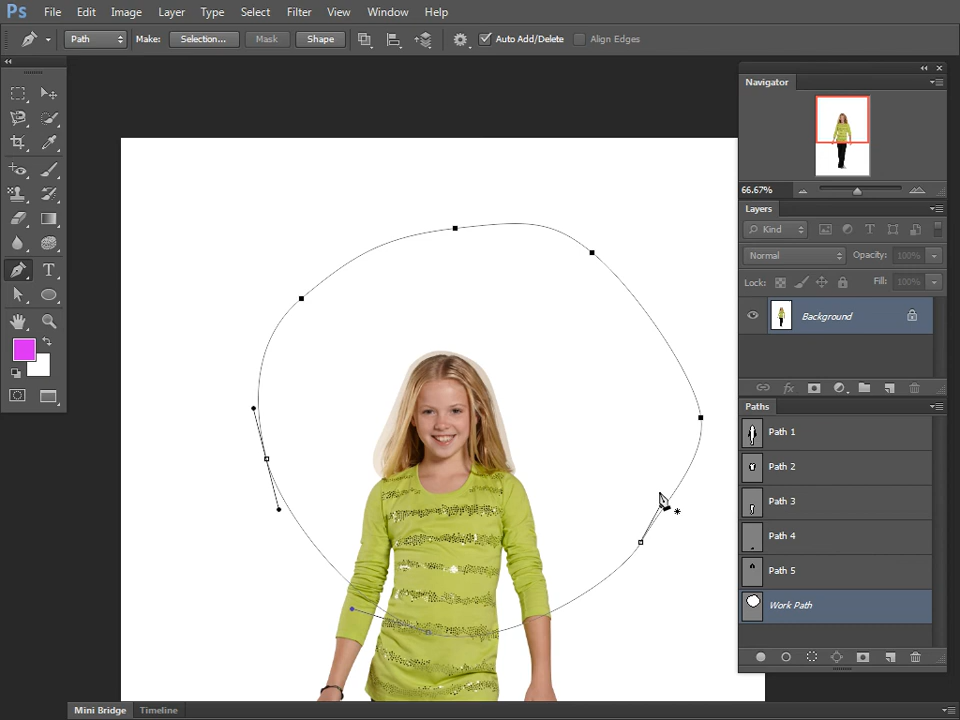 Ps File Edit Image Layer Type Select Filter View Window Help
Path Make: Selection... Mask Shape Auto Add/Delete Align Edges
Navigator
66.67%
Layers
Kind T
Normal Opacity: 100%
Lock: Fill: 100%
Background
fx
Paths
Path 1
Path 2
Path 3
Path 4
Path 5
Work Path
T
Mini Bridge Timeline